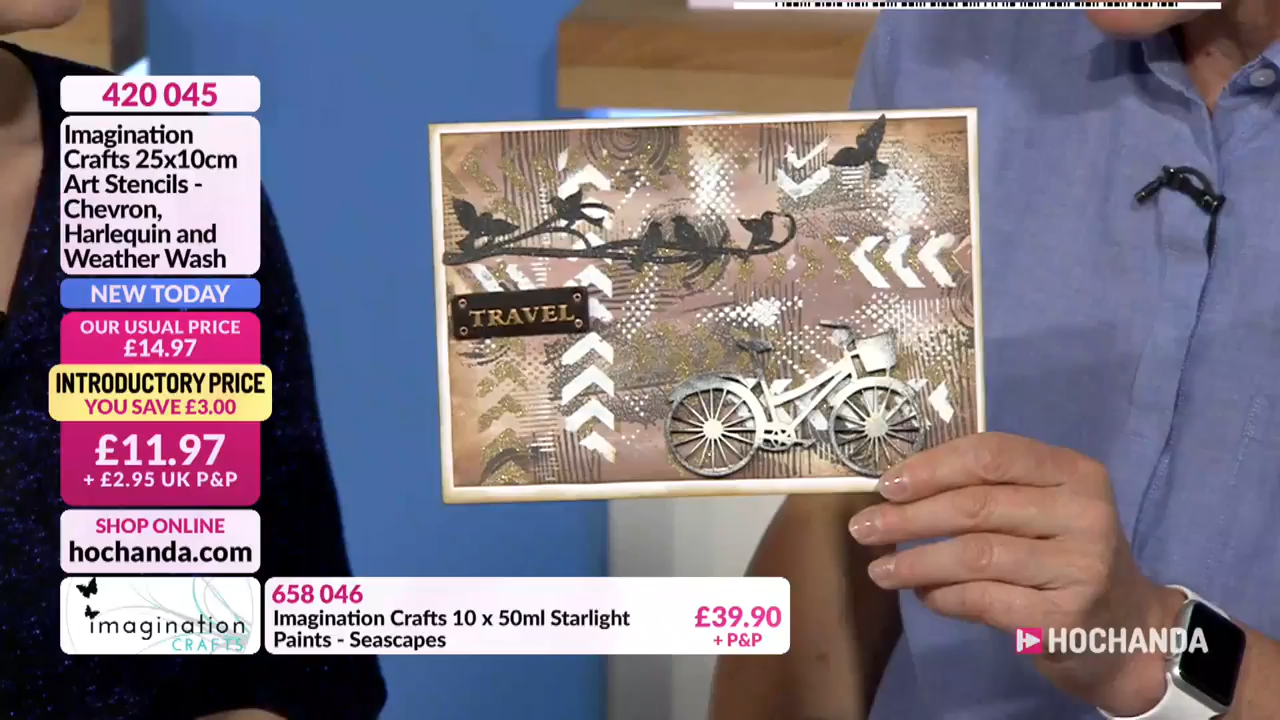 420 045
Imagination
Crafts 25x10cm
Art Stencils -
Chevron,
Harlequin and
Weather Wash
NEW TODAY
OUR USUAL PRICE
£14.97
INTRODUCTORY PRICE
YOU SAVE £3.00
£11.97
+ £2.95 UK P&P
SHOP ONLINE
hochanda.com
imagination
CRAFTS
658 046
Imagination Crafts 10 x 50ml Starlight
Paints - Seascapes
£39.90
+ P&P
TRAVEL
HOCHANDA